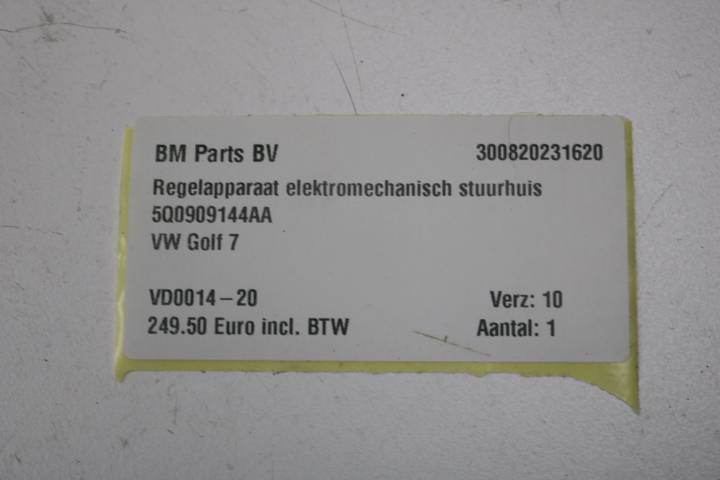 BM Parts BV 300820231620
Regelapparaat elektromechanisch stuurhuis
5Q0909144AA
VW Golf 7
VD0014-20 Verz: 10
249.50 Euro incl. BTW Aantal: 1